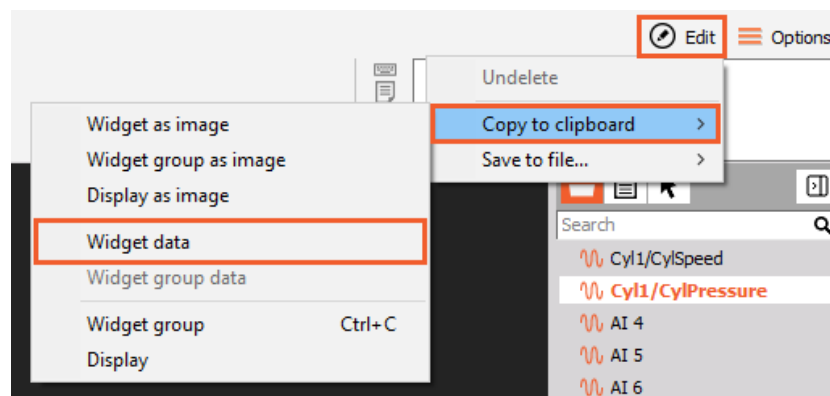 Edit
Options
Undelete
Copy to clipboard
Save to file...
Widget as image
Widget group as image
Display as image
Widget data
Widget group data
Widget group Ctrl+C
Display
Search
Cyl1/CylSpeed
Cyl1/CylPressure
AI 4
AI 5
AI 6